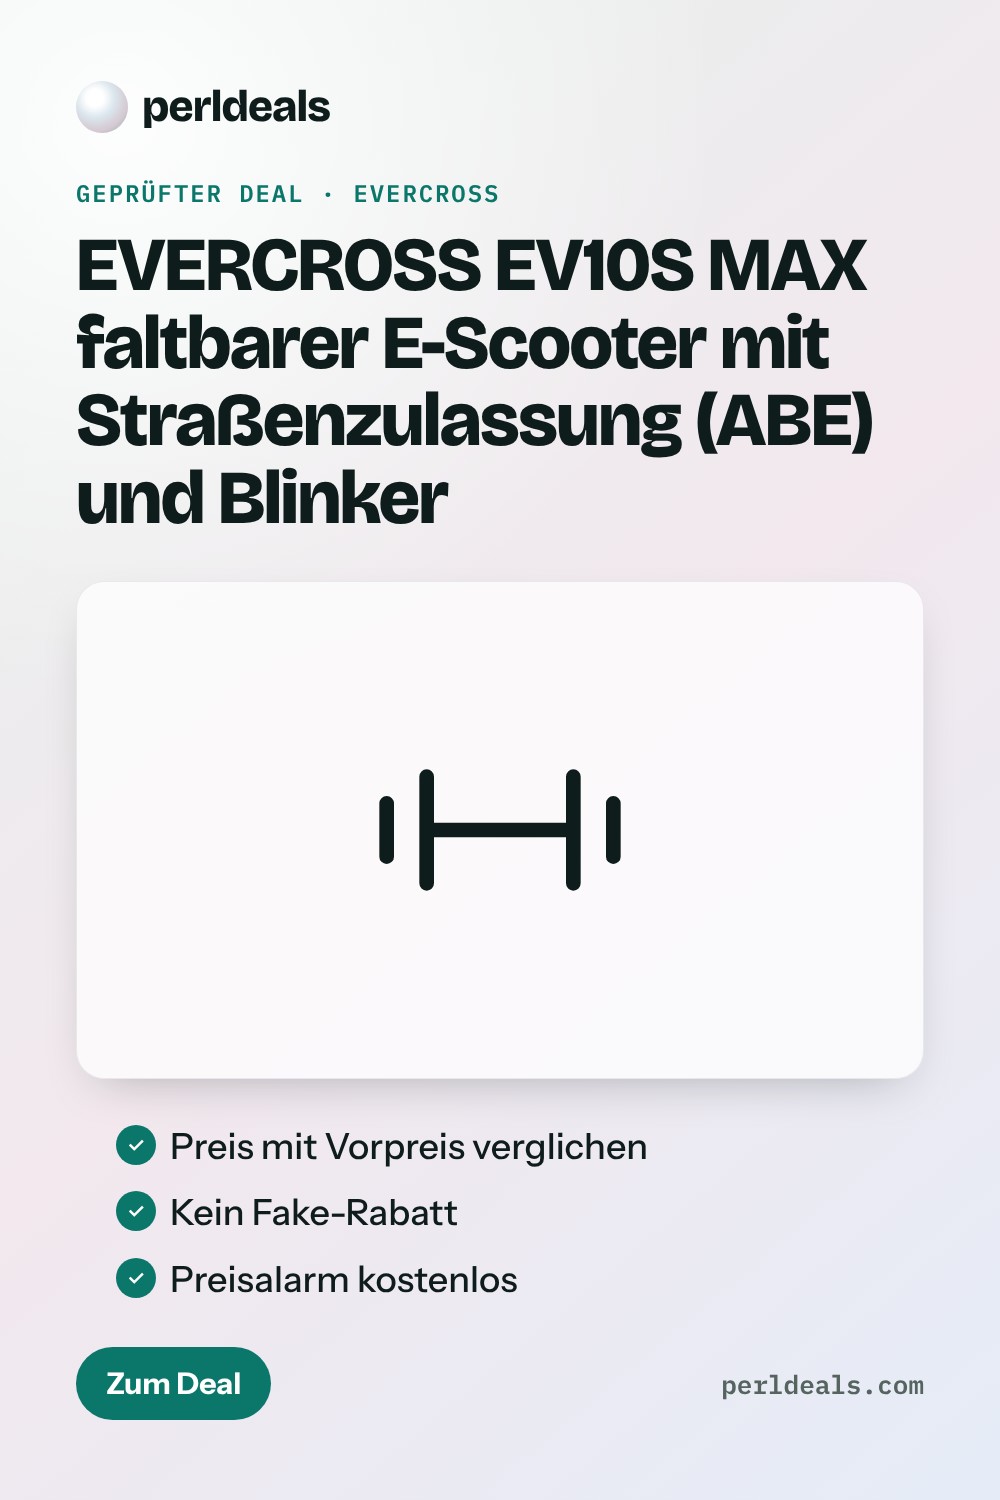 perldeals
GEPRÜFTER DEAL · EVERCROSS
EVERCROSS EV10S MAX
faltbarer E-Scooter mit
Straßenzulassung (ABE)
und Blinker
Preis mit Vorpreis verglichen
Kein Fake-Rabatt
Preisalarm kostenlos
Zum Deal
perldeals.com